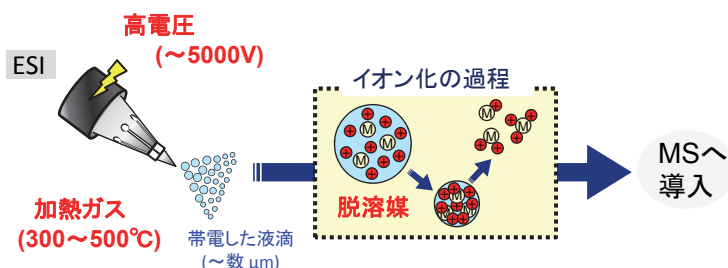 高電圧
(～5000V)
ESI
イオン化の過程
M
M
M
M
M
M
M
脱溶媒
MSへ
導入
加熱ガス
(300～500℃)
帯電した液滴
(～数 μm)